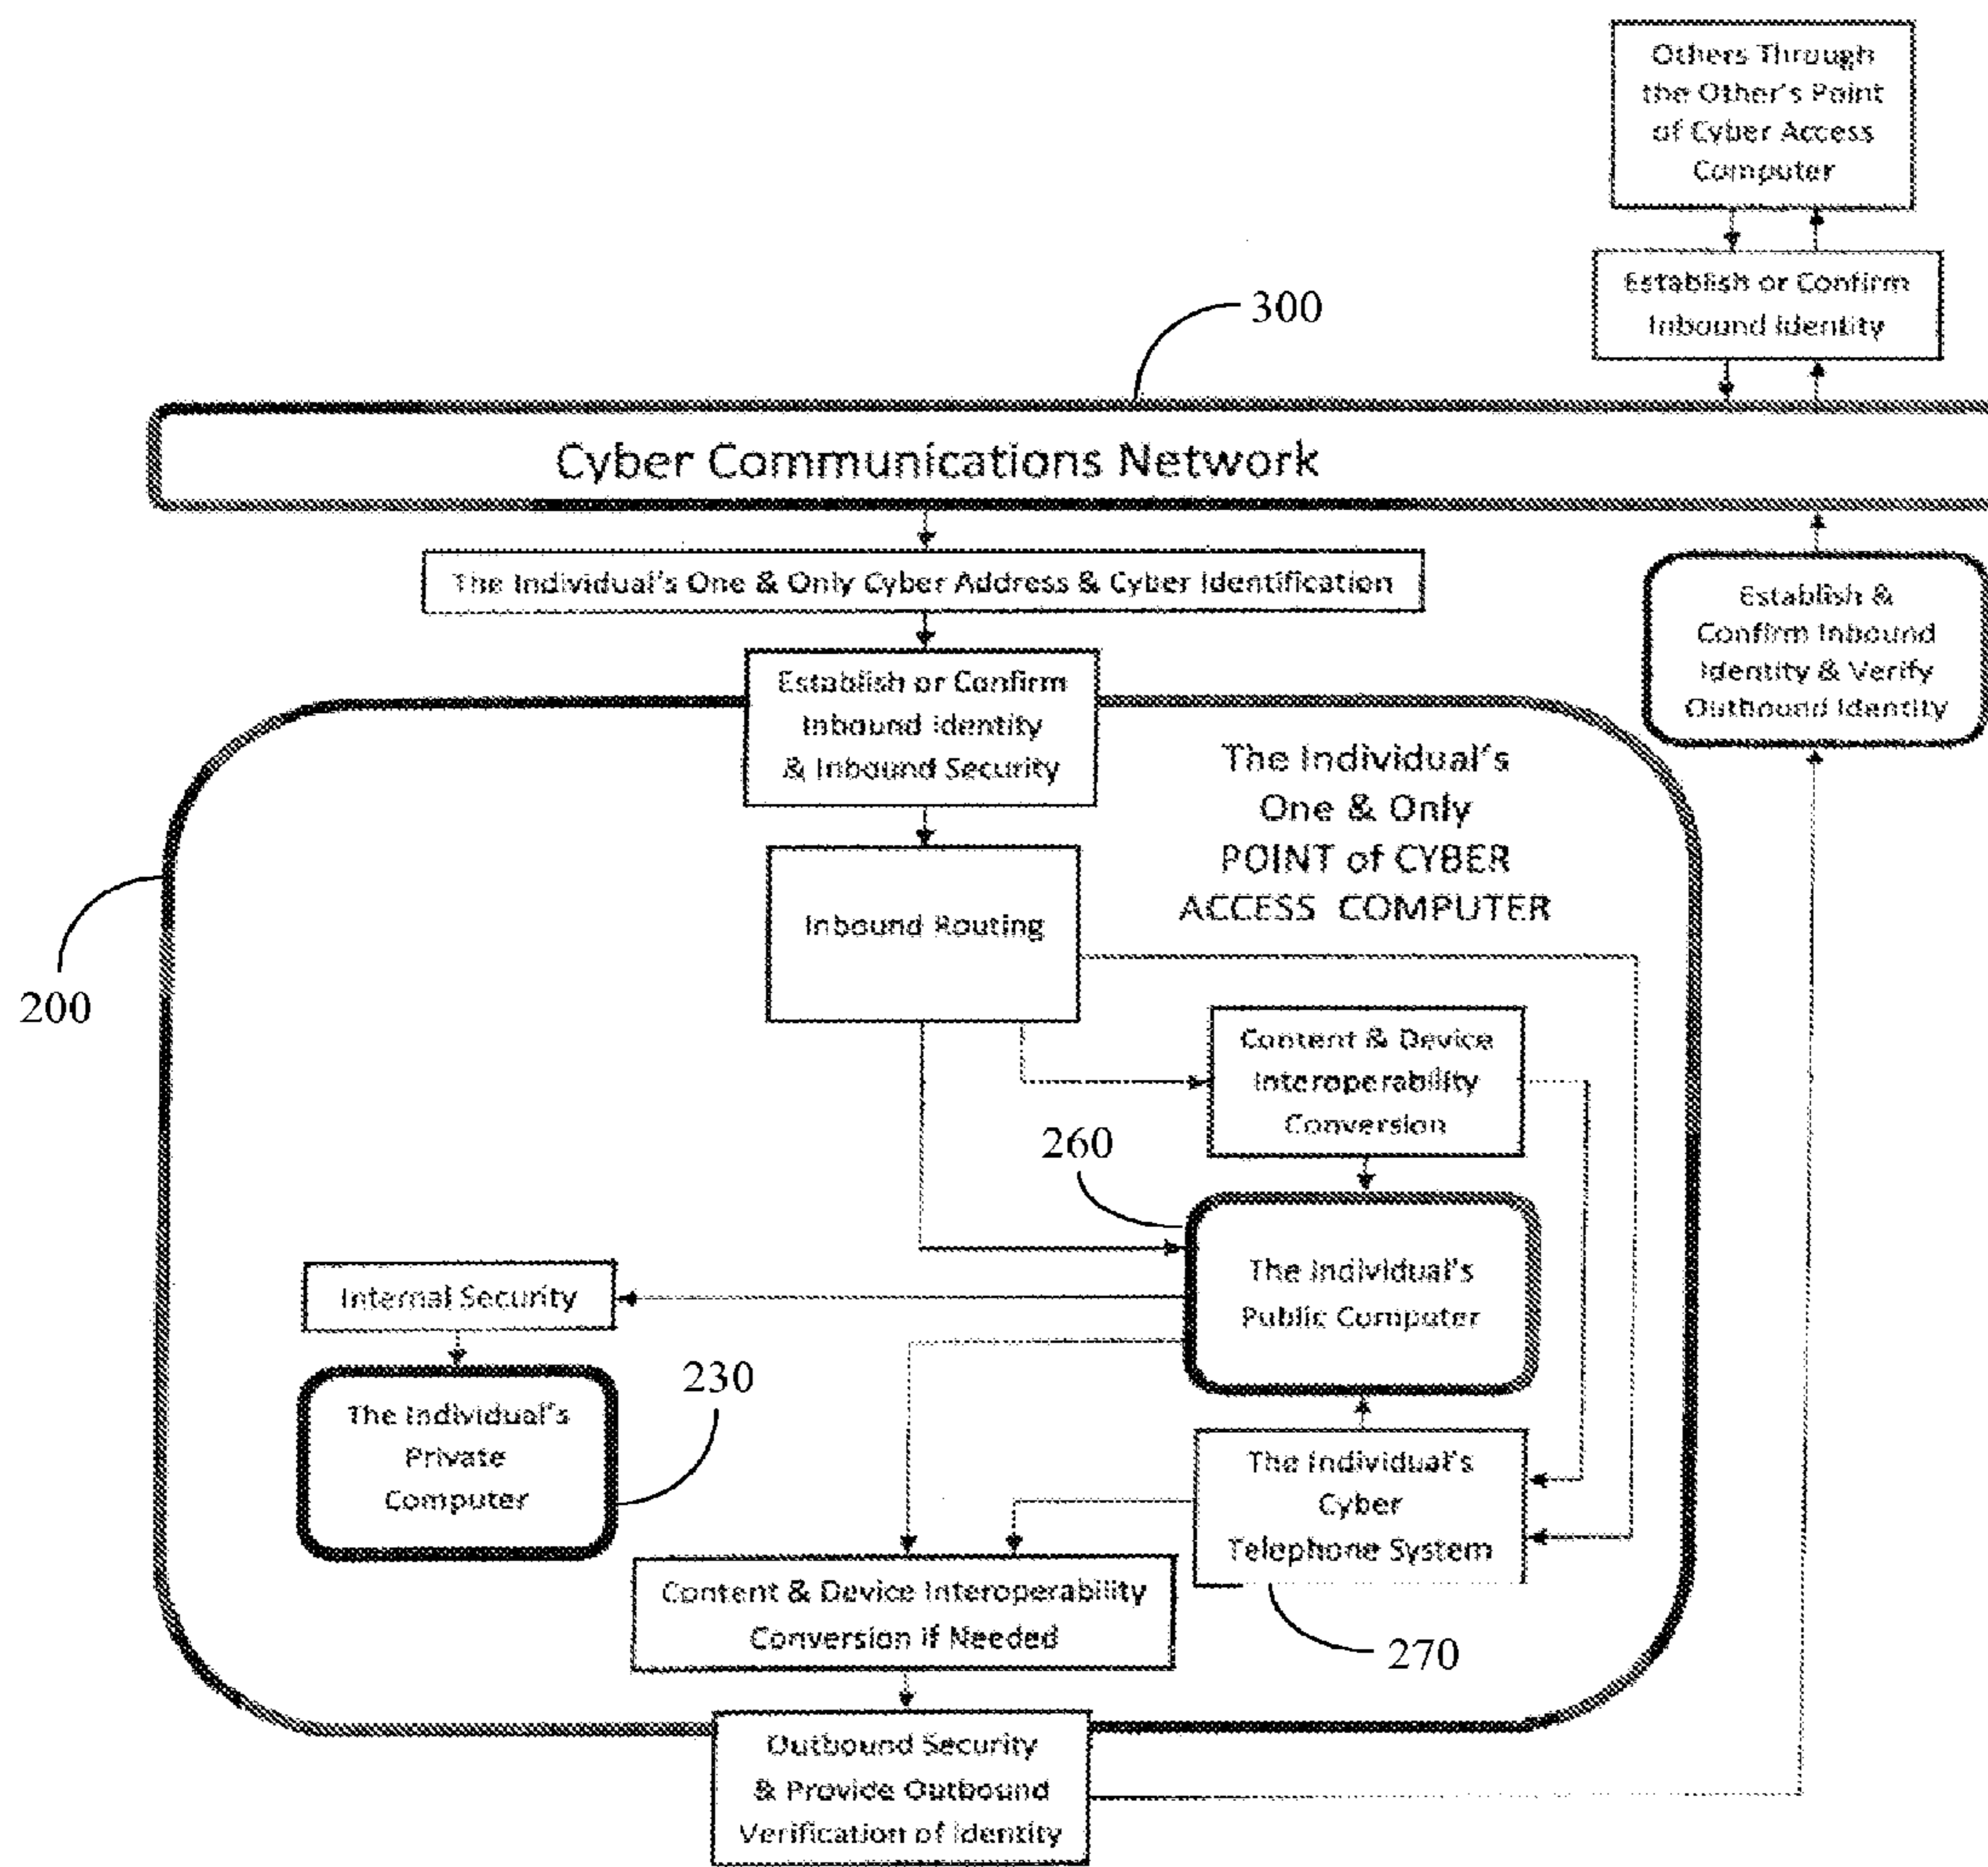 Others Through
the Other's Point
of Cyber Access
Computer
Establish or Confirm
Inbound Identity
300
Cyber Communications Network
The Individual's One & Only Cyber Address & Cyber Identification
Establish &
Confirm Inbound
Identity & Verify
Outbound Identity
Establish or Confirm
Inbound Identity
& Inbound Security
The Individual's
One & Only
POINT of CYBER
ACCESS COMPUTER
200
Inbound Routing
Content & Device
Interoperability
Conversion
260
The Individual's
Public Computer
Internal Security
230
The Individual's
Private
Computer
The Individual's
Cyber
Telephone System
270
Content & Device Interoperability
Conversion if Needed
Outbound Security
& Provide Outbound
Verification of Identity